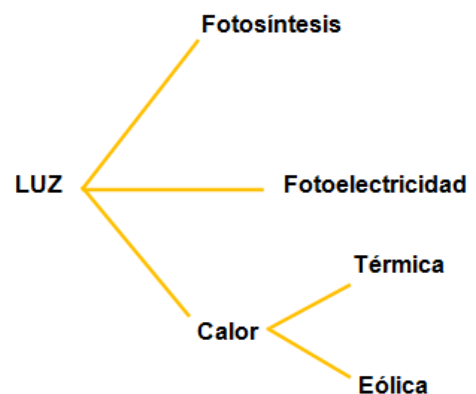 Fotosíntesis
LUZ
Fotoelectricidad
Térmica
Calor
Eólica